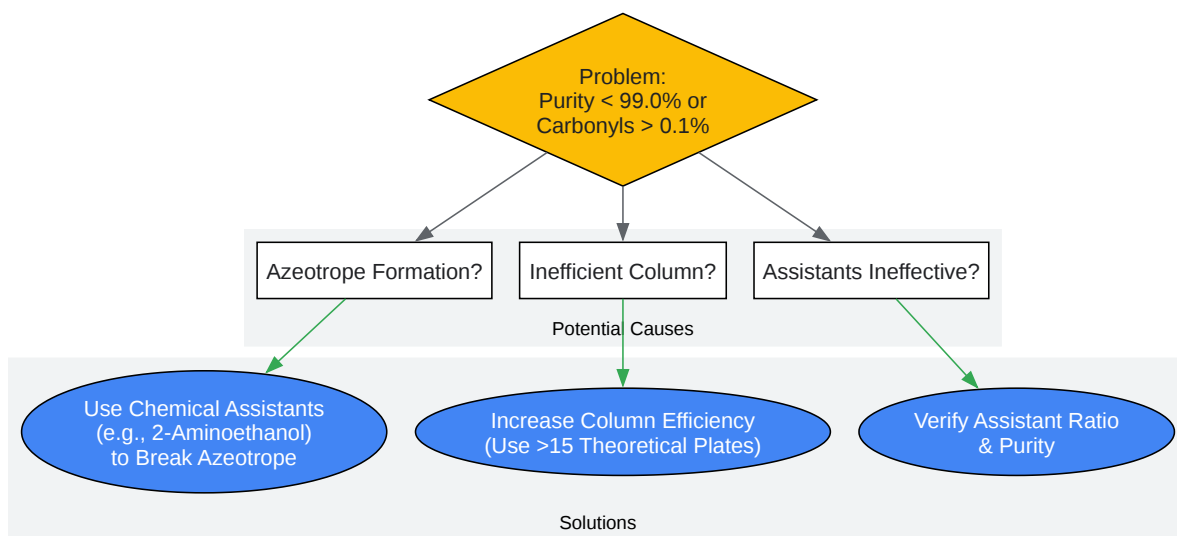 Problem:
Purity < 99.0% or
Carbonyls > 0.1%
Azeotrope Formation?
Inefficient Column?
Assistants Ineffective?
Potential Causes
Use Chemical Assistants
(e.g., 2-Aminoethanol)
to Break Azeotrope
Increase Column Efficiency
(Use >15 Theoretical Plates)
Verify Assistant Ratio
& Purity
Solutions